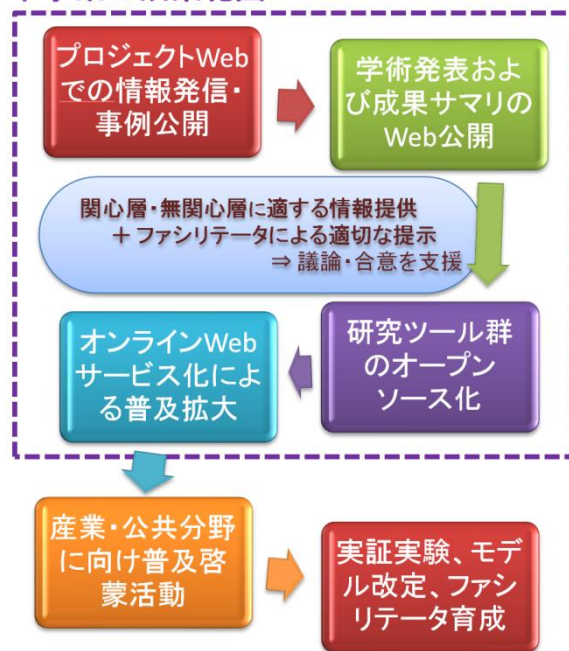 プロジェクトWeb
での情報発信・
事例公開
学術発表およ
び成果サマリの
Web公開
関心層・無関心層に適する情報提供
＋ファシリテータによる適切な提示
⇒ 議論・合意を支援
オンラインWeb
サービス化によ
る普及拡大
研究ツール群
のオープン
ソース化
産業・公共分野
に向け普及啓
蒙活動
実証実験、モデ
ル改定、ファシ
リテータ育成